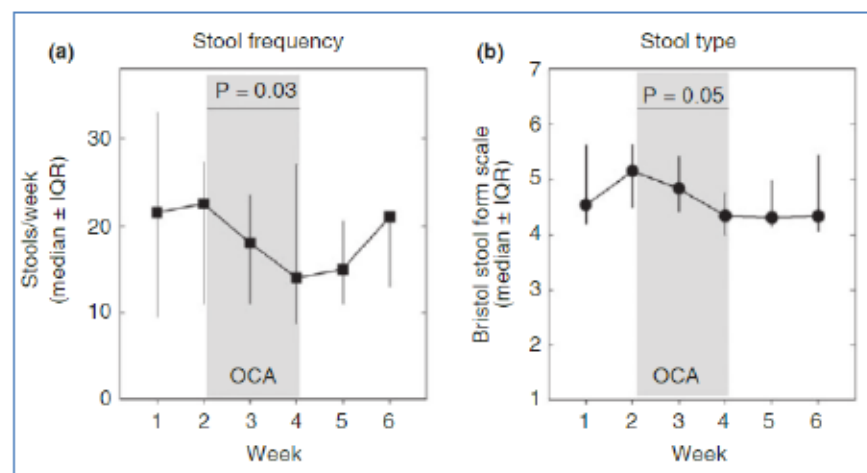 (a) Stool frequency
P = 0.03
Stools/week
(median ± IQR)
30
20
10
0
OCA
1 2 3 4 5 6
Week
(b) Stool type
P = 0.05
Bristol stool form scale
(median ± IQR)
7
6
5
4
3
2
1
OCA
1 2 3 4 5 6
Week